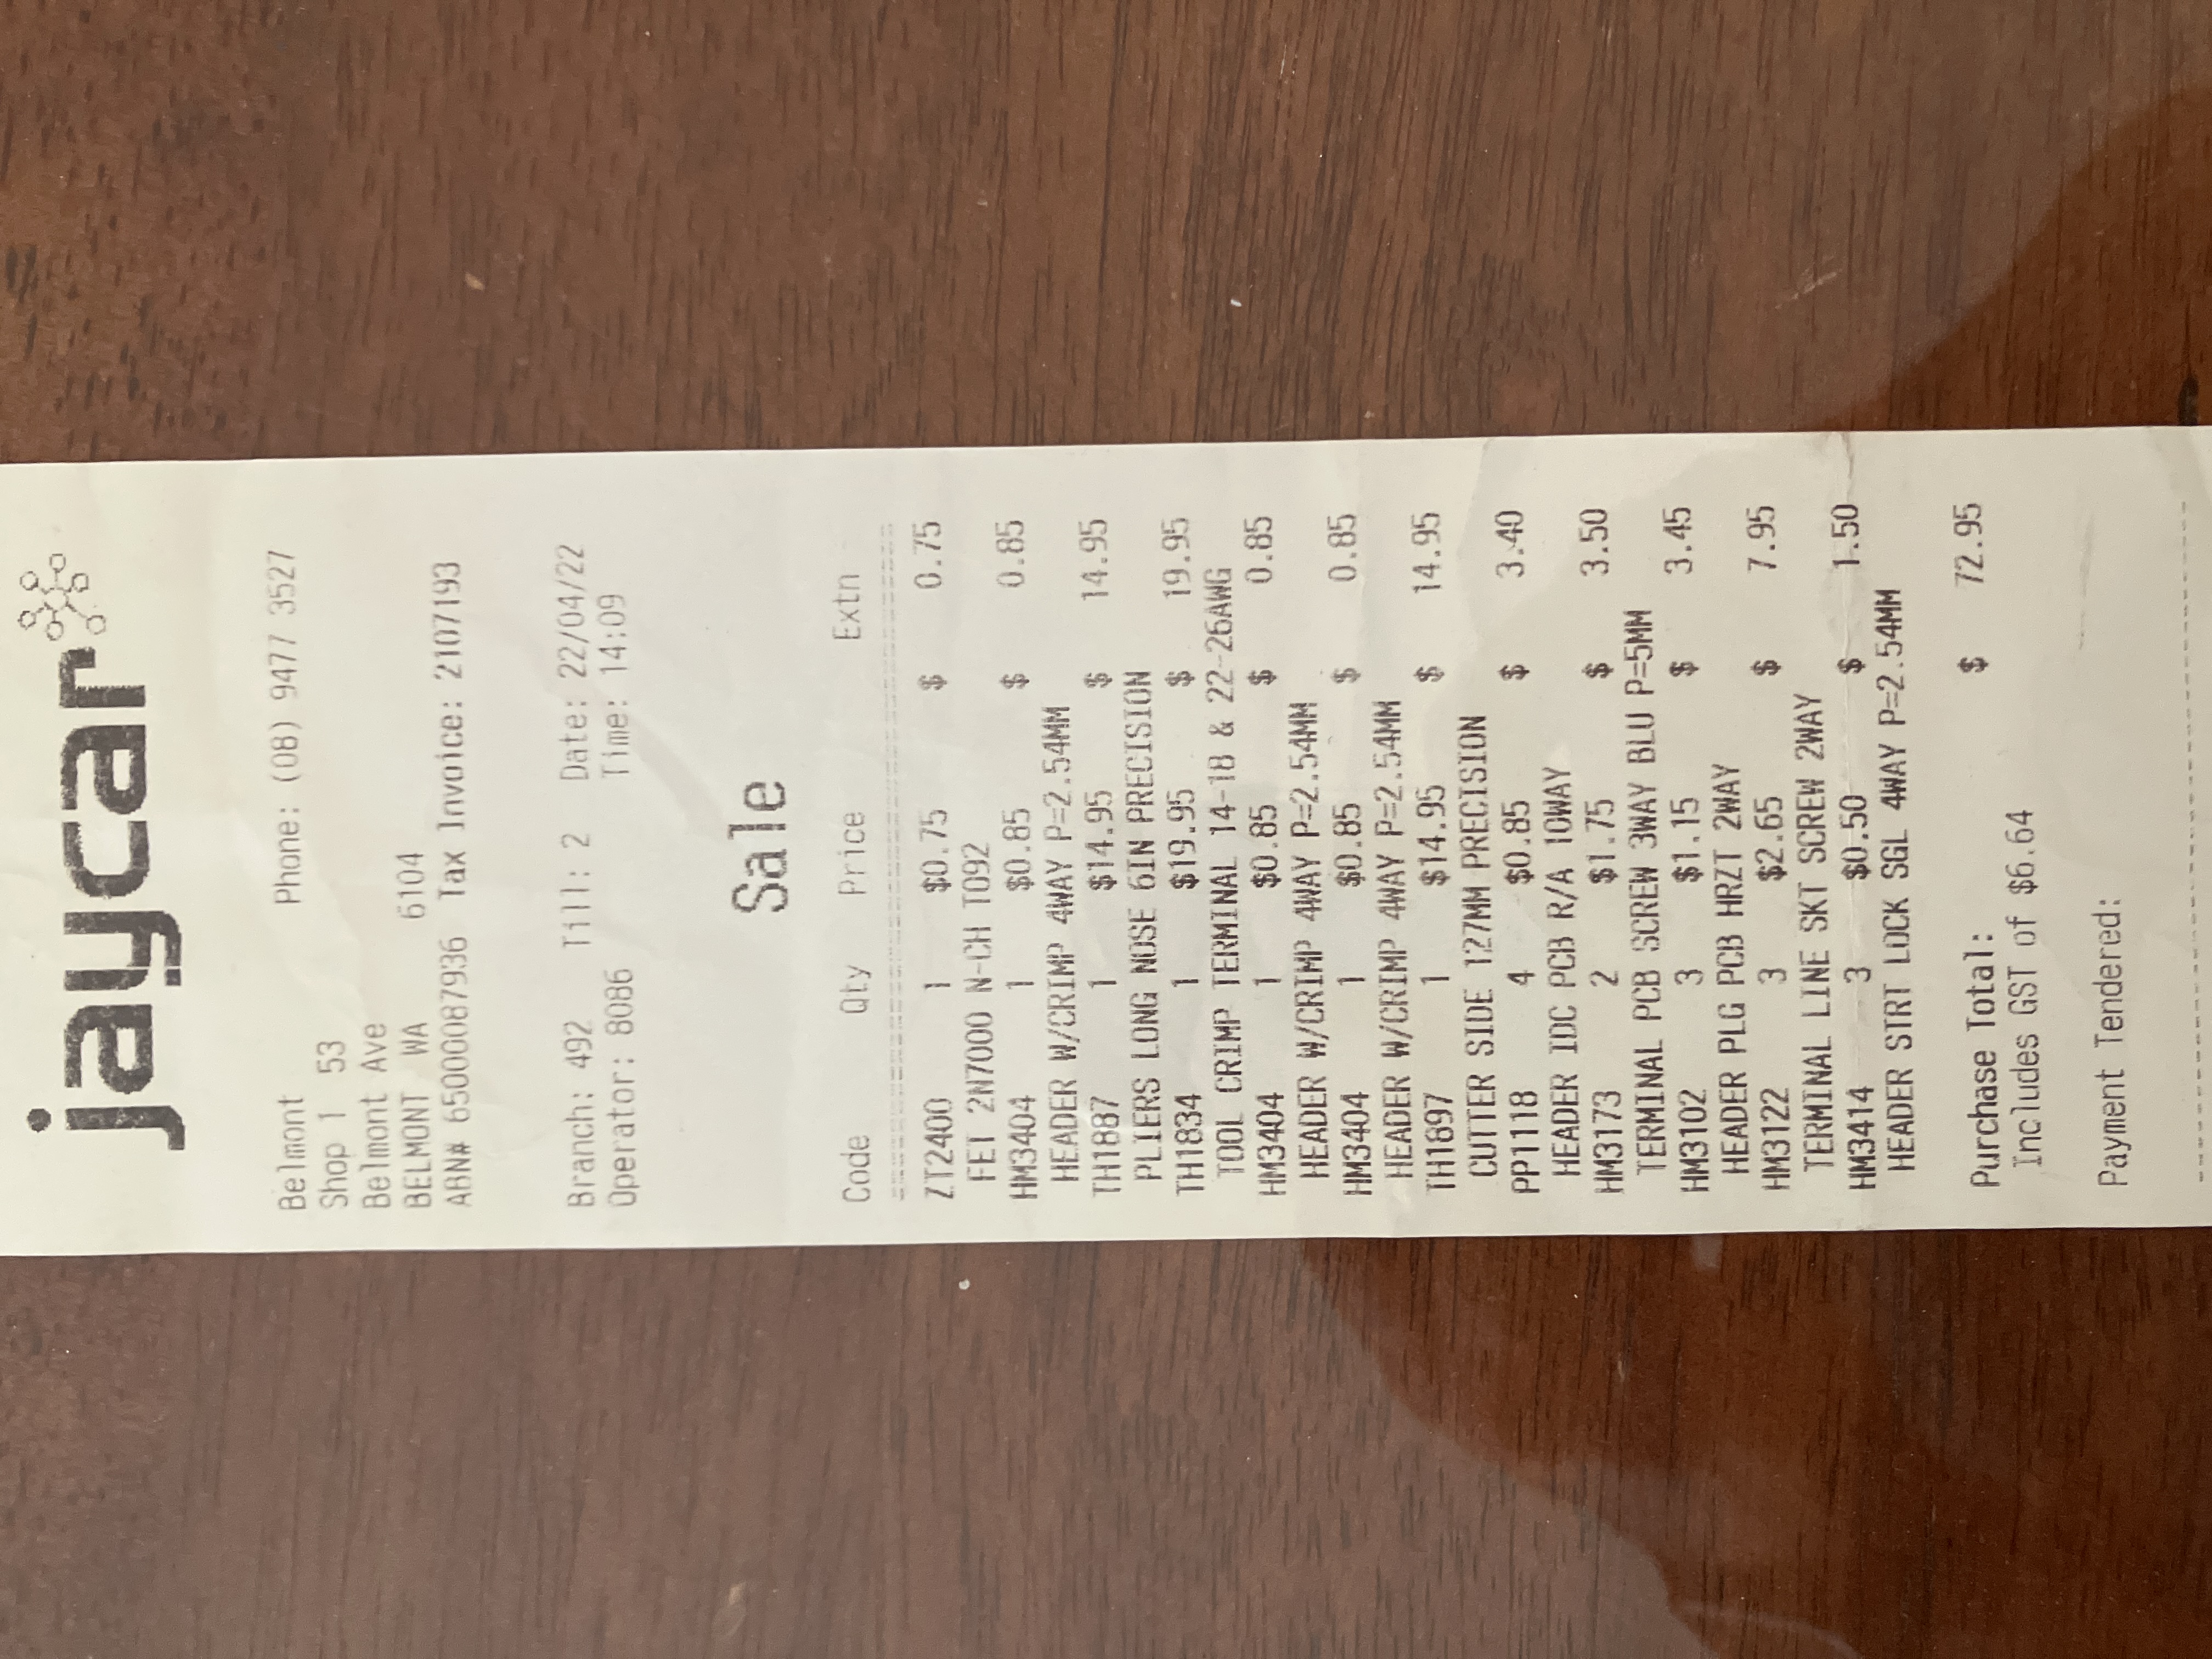 jaycar
Belmont Phone: (08) 9477 3527
Shop 1 53
Belmont Ave
BELMONT WA 6104
ABN# 65000087936 Tax Invoice: 2107193
Branch: 492 Till: 2 Date: 22/04/22
Operator: 8086 Time: 14:09
Sale
Code Qty Price Extn
ZT2400 1 $0.75 $ 0.75
FET 2N7000 N-CH TO92
HM3404 1 $0.85 $ 0.85
HEADER W/CRIMP 4WAY P=2.54MM
TH1887 1 $14.95 $ 14.95
PLIERS LONG NOSE 6IN PRECISION
TH1834 1 $19.95 $ 19.95
TOOL CRIMP TERMINAL 14-18 & 22-26AWG
HM3404 1 $0.85 $ 0.85
HEADER W/CRIMP 4WAY P=2.54MM
HM3404 1 $0.85 $ 0.85
HEADER W/CRIMP 4WAY P=2.54MM
TH1897 1 $14.95 $ 14.95
CUTTER SIDE 127MM PRECISION
PP1118 4 $0.85 $ 3.40
HEADER IDC PCB R/A 10WAY
HM3173 2 $1.75 $ 3.50
TERMINAL PCB SCREW 3WAY BLU P=5MM
HM3102 3 $1.15 $ 3.45
HEADER PLG PCB HRZT 2WAY
HM3122 3 $2.65 $ 7.95
TERMINAL LINE SKT SCREW 2WAY
HM3414 3 $0.50 $ 1.50
HEADER STRT LOCK SGL 4WAY P=2.54MM
Purchase Total: $ 72.95
Includes GST of $6.64
Payment Tendered: